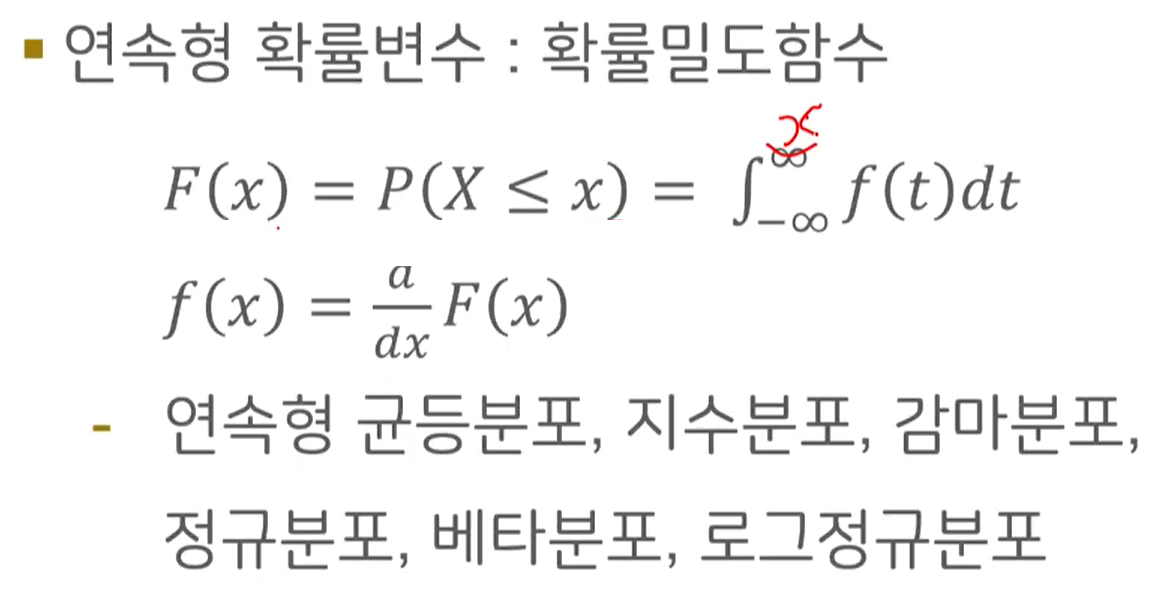 ▪ 연속형 확률변수 : 확률밀도함수
x
F(x) = P(X ≤ x) = ∫_{-∞}^{∞} f(t)dt
f(x) = \frac{a}{dx} F(x)
- 연속형 균등분포, 지수분포, 감마분포,
정규분포, 베타분포, 로그정규분포